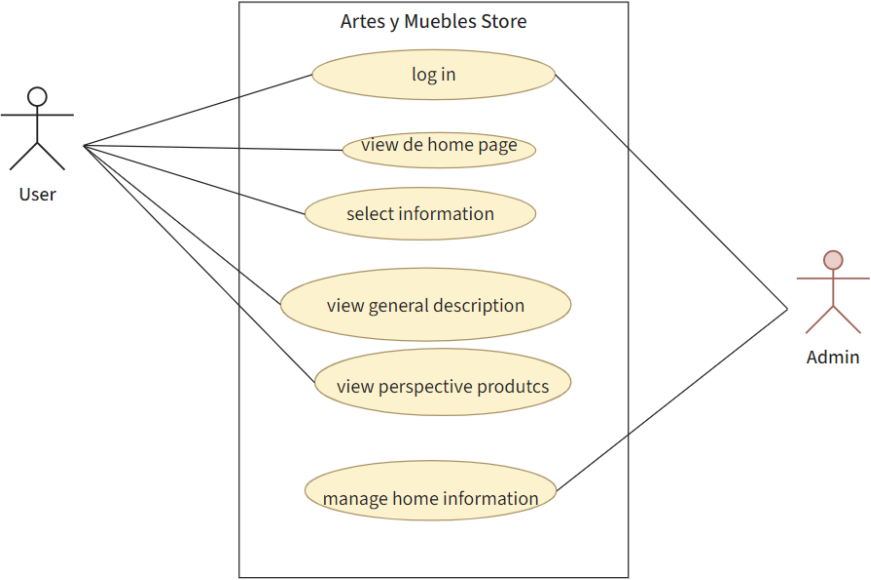 Artes y Muebles Store
log in
view de home page
User
select information
view general description
Admin
view perspective produtcs
manage home information